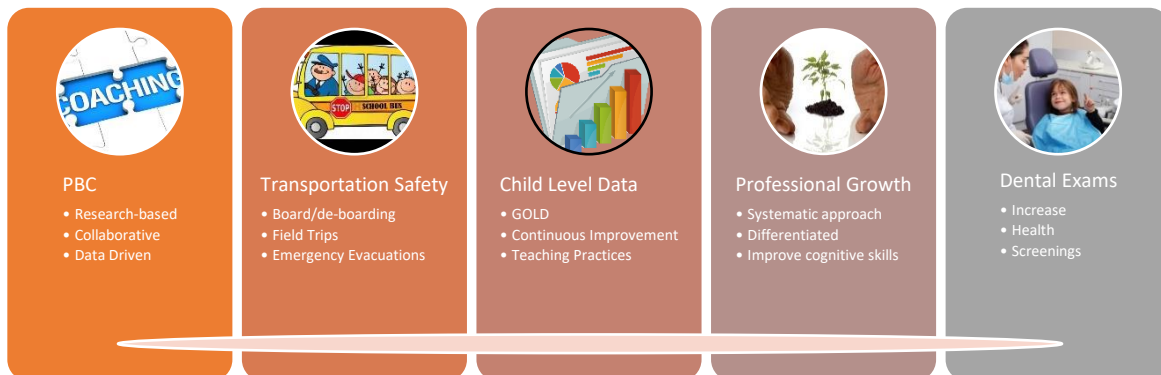 COACHING
PBC
• Research-based
• Collaborative
• Data Driven
STOP
SCHOOL BUS
Transportation Safety
• Board/de-boarding
• Field Trips
• Emergency Evacuations
Child Level Data
• GOLD
• Continuous Improvement
• Teaching Practices
Professional Growth
• Systematic approach
• Differentiated
• Improve cognitive skills
Dental Exams
• Increase
• Health
• Screenings